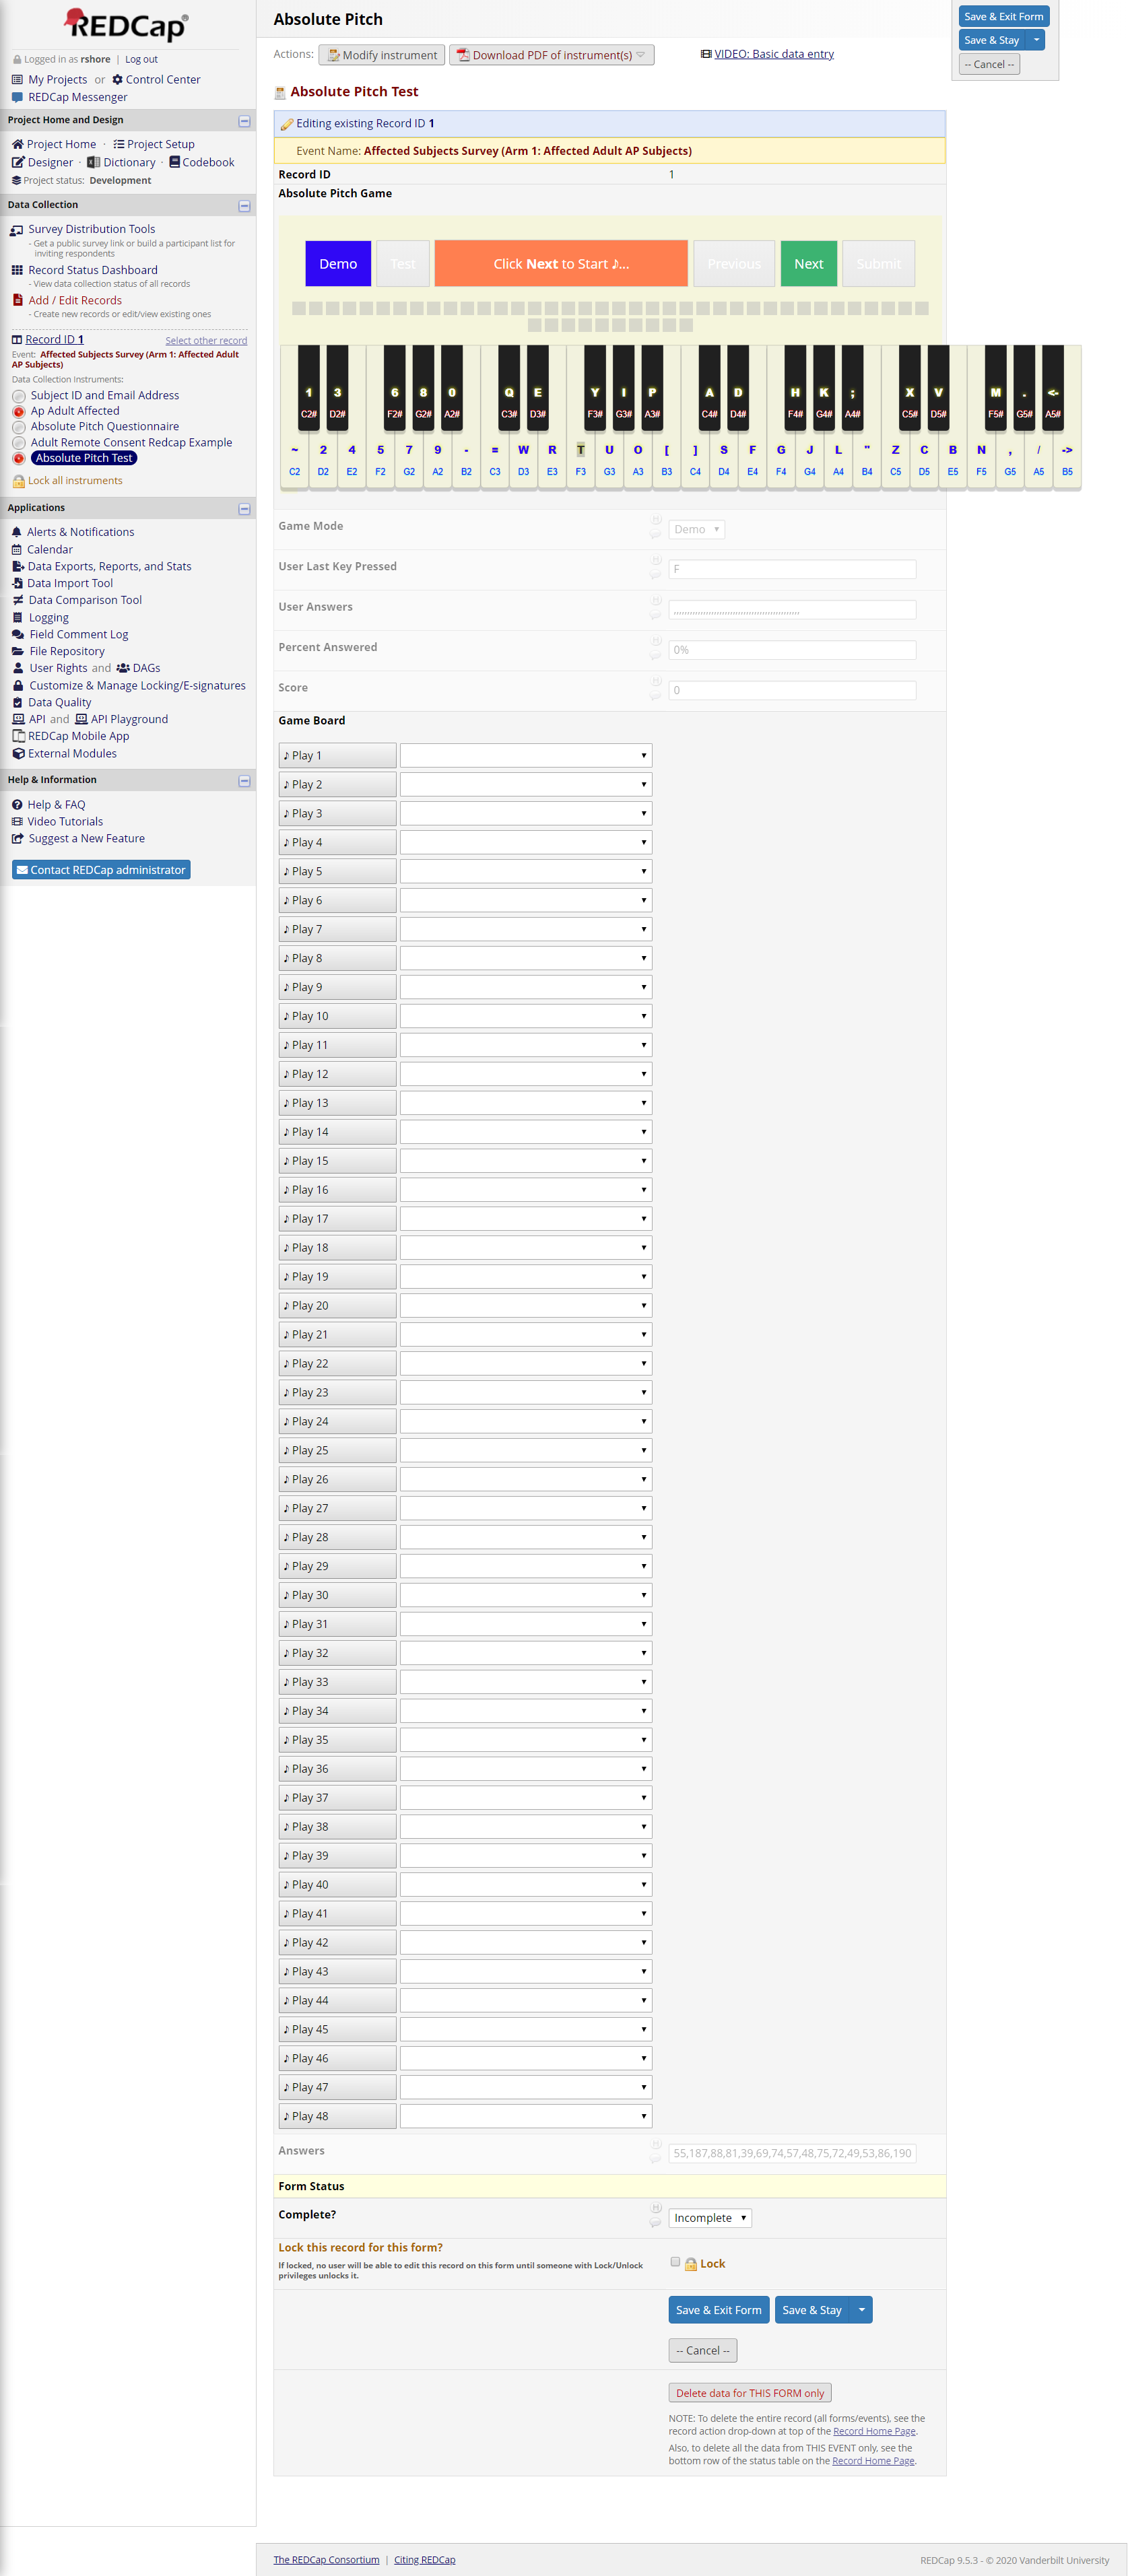 REDCap®
Logged in as rshore | Log out
My Projects or Control Center
REDCap Messenger
Project Home and Design
Project Home · Project Setup
Designer · Dictionary · Codebook
Project status: Development
Data Collection
Survey Distribution Tools
- Get a public survey link or build a participant list for
inviting respondents
Record Status Dashboard
- View data collection status of all records
Add / Edit Records
- Create new records or edit/view existing ones
Record ID 1 Select other record
Event: Affected Subjects Survey (Arm 1: Affected Adult
AP Subjects)
Data Collection Instruments:
Subject ID and Email Address
Ap Adult Affected
Absolute Pitch Questionnaire
Adult Remote Consent Redcap Example
Absolute Pitch Test
Lock all instruments
Applications
Alerts & Notifications
Calendar
Data Exports, Reports, and Stats
Data Import Tool
Data Comparison Tool
Logging
Field Comment Log
File Repository
User Rights and DAGs
Customize & Manage Locking/E-signatures
Data Quality
API and API Playground
REDCap Mobile App
External Modules
Help & Information
Help & FAQ
Video Tutorials
Suggest a New Feature
Contact REDCap administrator
Absolute Pitch
Save & Exit Form
Save & Stay
-- Cancel --
Actions: Modify instrument Download PDF of instrument(s) VIDEO: Basic data entry
Absolute Pitch Test
Editing existing Record ID 1
Event Name: Affected Subjects Survey (Arm 1: Affected Adult AP Subjects)
Record ID 1
Absolute Pitch Game
Demo Test Click Next to Start ♪... Previous Next Submit
1 3 6 8 0 Q E Y I P A D H K ; X V M . <-
C2# D2# F2# G2# A2# C3# D3# F3# G3# A3# C4# D4# F4# G4# A4# C5# D5# F5# G5# A5#
~ 2 4 5 7 9 - = W R T U O [ ] S F G J L " Z C B N , / ->
C2 D2 E2 F2 G2 A2 B2 C3 D3 E3 F3 G3 A3 B3 C4 D4 E4 F4 G4 A4 B4 C5 D5 E5 F5 G5 A5 B5
Game Mode Demo
User Last Key Pressed F
User Answers ,,,,,,,,,,,,,,,,,,,,,,,,,,,,,,,,,,,,,,,,,,,,,,,
Percent Answered 0%
Score 0
Game Board
♪ Play 1
♪ Play 2
♪ Play 3
♪ Play 4
♪ Play 5
♪ Play 6
♪ Play 7
♪ Play 8
♪ Play 9
♪ Play 10
♪ Play 11
♪ Play 12
♪ Play 13
♪ Play 14
♪ Play 15
♪ Play 16
♪ Play 17
♪ Play 18
♪ Play 19
♪ Play 20
♪ Play 21
♪ Play 22
♪ Play 23
♪ Play 24
♪ Play 25
♪ Play 26
♪ Play 27
♪ Play 28
♪ Play 29
♪ Play 30
♪ Play 31
♪ Play 32
♪ Play 33
♪ Play 34
♪ Play 35
♪ Play 36
♪ Play 37
♪ Play 38
♪ Play 39
♪ Play 40
♪ Play 41
♪ Play 42
♪ Play 43
♪ Play 44
♪ Play 45
♪ Play 46
♪ Play 47
♪ Play 48
Answers 55,187,88,81,39,69,74,57,48,75,72,49,53,86,190
Form Status
Complete? Incomplete
Lock this record for this form?
If locked, no user will be able to edit this record on this form until someone with Lock/Unlock
privileges unlocks it.
Lock
Save & Exit Form Save & Stay
-- Cancel --
Delete data for THIS FORM only
NOTE: To delete the entire record (all forms/events), see the
record action drop-down at top of the Record Home Page.
Also, to delete all the data from THIS EVENT only, see the
bottom row of the status table on the Record Home Page.
The REDCap Consortium | Citing REDCap REDCap 9.5.3 - © 2020 Vanderbilt University